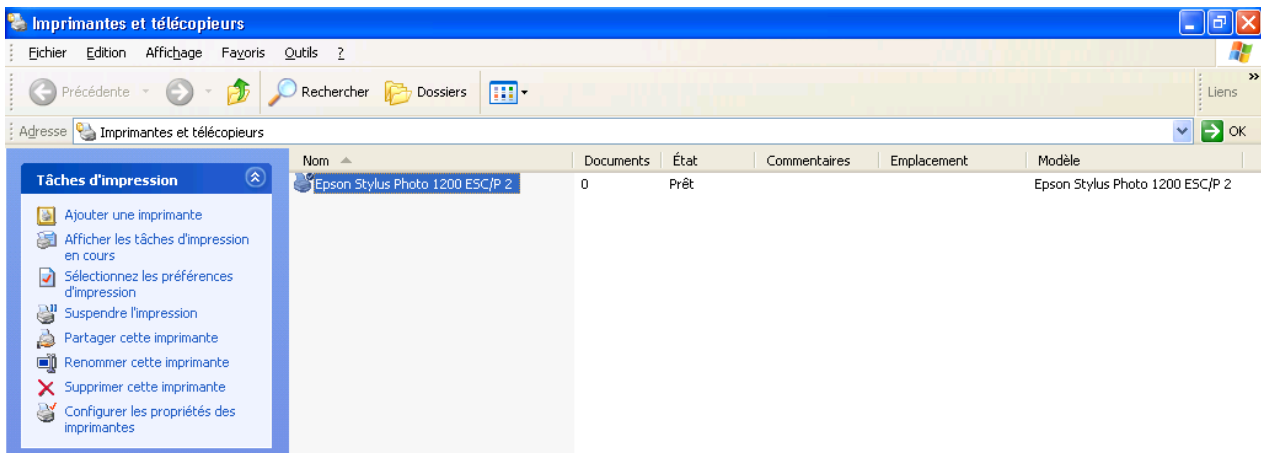 Imprimantes et télécopieurs
Fichier Edition Affichage Favoris Outils ?
Précédente Rechercher Dossiers Liens »
Adresse Imprimantes et télécopieurs OK
Nom Documents État Commentaires Emplacement Modèle
Epson Stylus Photo 1200 ESC/P 2 0 Prêt Epson Stylus Photo 1200 ESC/P 2
Tâches d'impression
Ajouter une imprimante
Afficher les tâches d'impression
en cours
Sélectionnez les préférences
d'impression
Suspendre l'impression
Partager cette imprimante
Renommer cette imprimante
Supprimer cette imprimante
Configurer les propriétés des
imprimantes